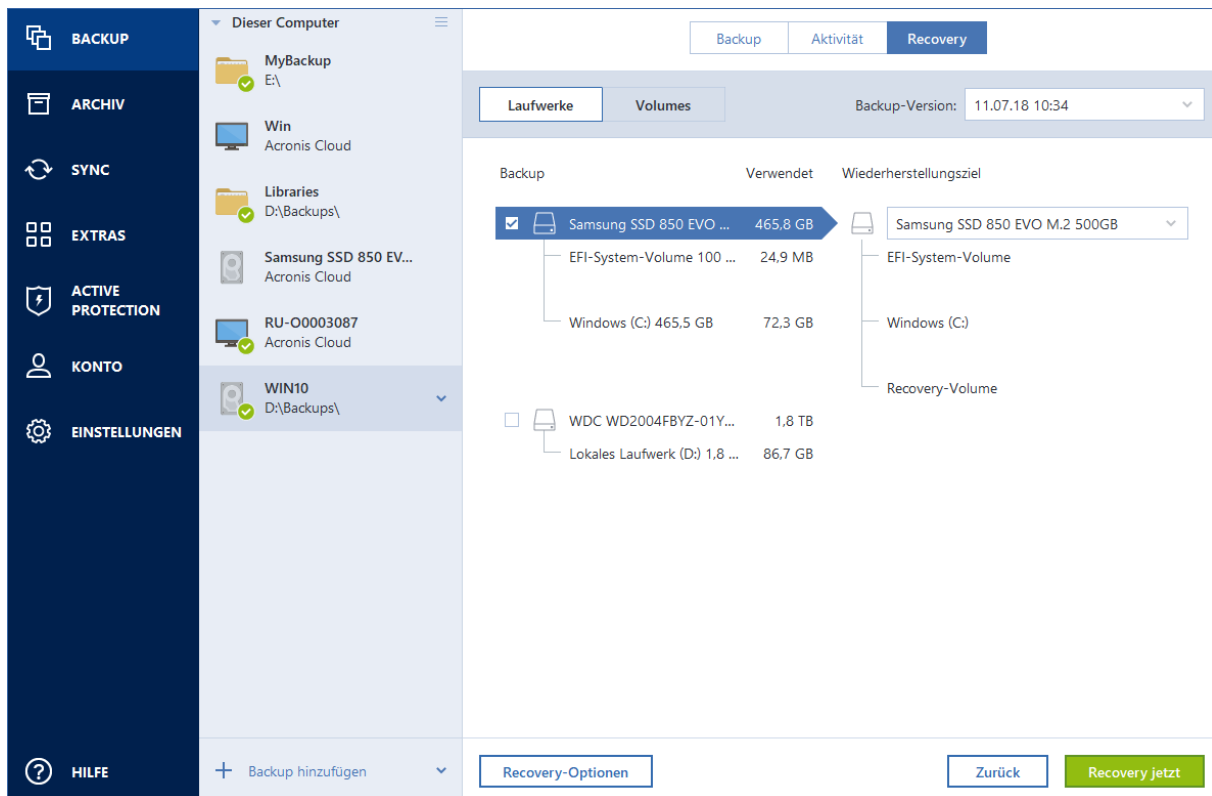 BACKUP
ARCHIV
SYNC
EXTRAS
ACTIVE
PROTECTION
KONTO
EINSTELLUNGEN
HILFE
Dieser Computer
MyBackup
E:\
Win
Acronis Cloud
Libraries
D:\Backups\
Samsung SSD 850 EV...
Acronis Cloud
RU-O0003087
Acronis Cloud
WIN10
D:\Backups\
Backup hinzufügen
Backup Aktivität Recovery
Laufwerke Volumes Backup-Version: 11.07.18 10:34
Backup Verwendet Wiederherstellungsziel
Samsung SSD 850 EVO ... 465,8 GB Samsung SSD 850 EVO M.2 500GB
EFI-System-Volume 100 ... 24,9 MB EFI-System-Volume
Windows (C:) 465,5 GB 72,3 GB Windows (C:)
Recovery-Volume
WDC WD2004FBYZ-01Y... 1,8 TB
Lokales Laufwerk (D:) 1,8 ... 86,7 GB
Recovery-Optionen Zurück Recovery jetzt